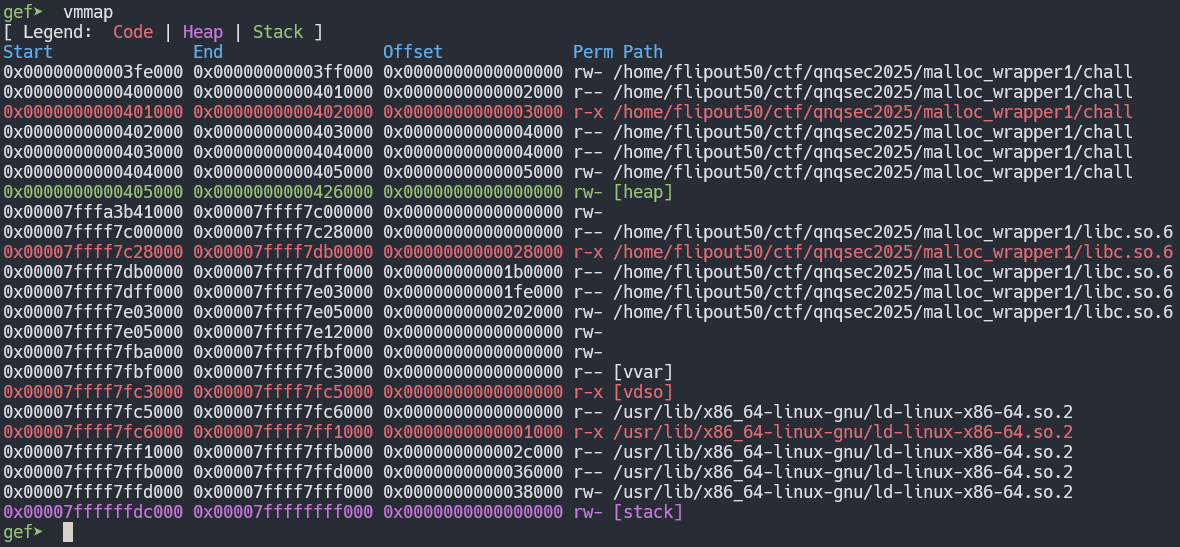 gef➤  vmmap
[ Legend:  Code | Heap | Stack ]
Start              End                Offset             Perm Path
0x00000000003fe000 0x00000000003ff000 0x0000000000000000 rw- /home/flipout50/ctf/qnqsec2025/malloc_wrapper1/chall
0x0000000000400000 0x0000000000401000 0x0000000000002000 r-- /home/flipout50/ctf/qnqsec2025/malloc_wrapper1/chall
0x0000000000401000 0x0000000000402000 0x0000000000003000 r-x /home/flipout50/ctf/qnqsec2025/malloc_wrapper1/chall
0x0000000000402000 0x0000000000403000 0x0000000000004000 r-- /home/flipout50/ctf/qnqsec2025/malloc_wrapper1/chall
0x0000000000403000 0x0000000000404000 0x0000000000004000 r-- /home/flipout50/ctf/qnqsec2025/malloc_wrapper1/chall
0x0000000000404000 0x0000000000405000 0x0000000000005000 rw- /home/flipout50/ctf/qnqsec2025/malloc_wrapper1/chall
0x0000000000405000 0x0000000000426000 0x0000000000000000 rw- [heap]
0x00007fffa3b41000 0x00007ffff7c00000 0x0000000000000000 rw-
0x00007ffff7c00000 0x00007ffff7c28000 0x0000000000000000 r-- /home/flipout50/ctf/qnqsec2025/malloc_wrapper1/libc.so.6
0x00007ffff7c28000 0x00007ffff7db0000 0x0000000000028000 r-x /home/flipout50/ctf/qnqsec2025/malloc_wrapper1/libc.so.6
0x00007ffff7db0000 0x00007ffff7dff000 0x00000000001b0000 r-- /home/flipout50/ctf/qnqsec2025/malloc_wrapper1/libc.so.6
0x00007ffff7dff000 0x00007ffff7e03000 0x00000000001fe000 r-- /home/flipout50/ctf/qnqsec2025/malloc_wrapper1/libc.so.6
0x00007ffff7e03000 0x00007ffff7e05000 0x0000000000202000 rw- /home/flipout50/ctf/qnqsec2025/malloc_wrapper1/libc.so.6
0x00007ffff7e05000 0x00007ffff7e12000 0x0000000000000000 rw-
0x00007ffff7fba000 0x00007ffff7fbf000 0x0000000000000000 rw-
0x00007ffff7fbf000 0x00007ffff7fc3000 0x0000000000000000 r-- [vvar]
0x00007ffff7fc3000 0x00007ffff7fc5000 0x0000000000000000 r-x [vdso]
0x00007ffff7fc5000 0x00007ffff7fc6000 0x0000000000000000 r-- /usr/lib/x86_64-linux-gnu/ld-linux-x86-64.so.2
0x00007ffff7fc6000 0x00007ffff7ff1000 0x0000000000001000 r-x /usr/lib/x86_64-linux-gnu/ld-linux-x86-64.so.2
0x00007ffff7ff1000 0x00007ffff7ffb000 0x000000000002c000 r-- /usr/lib/x86_64-linux-gnu/ld-linux-x86-64.so.2
0x00007ffff7ffb000 0x00007ffff7ffd000 0x0000000000036000 r-- /usr/lib/x86_64-linux-gnu/ld-linux-x86-64.so.2
0x00007ffff7ffd000 0x00007ffff7fff000 0x0000000000038000 rw- /usr/lib/x86_64-linux-gnu/ld-linux-x86-64.so.2
0x00007ffffffdc000 0x00007ffffffff000 0x0000000000000000 rw- [stack]
gef➤